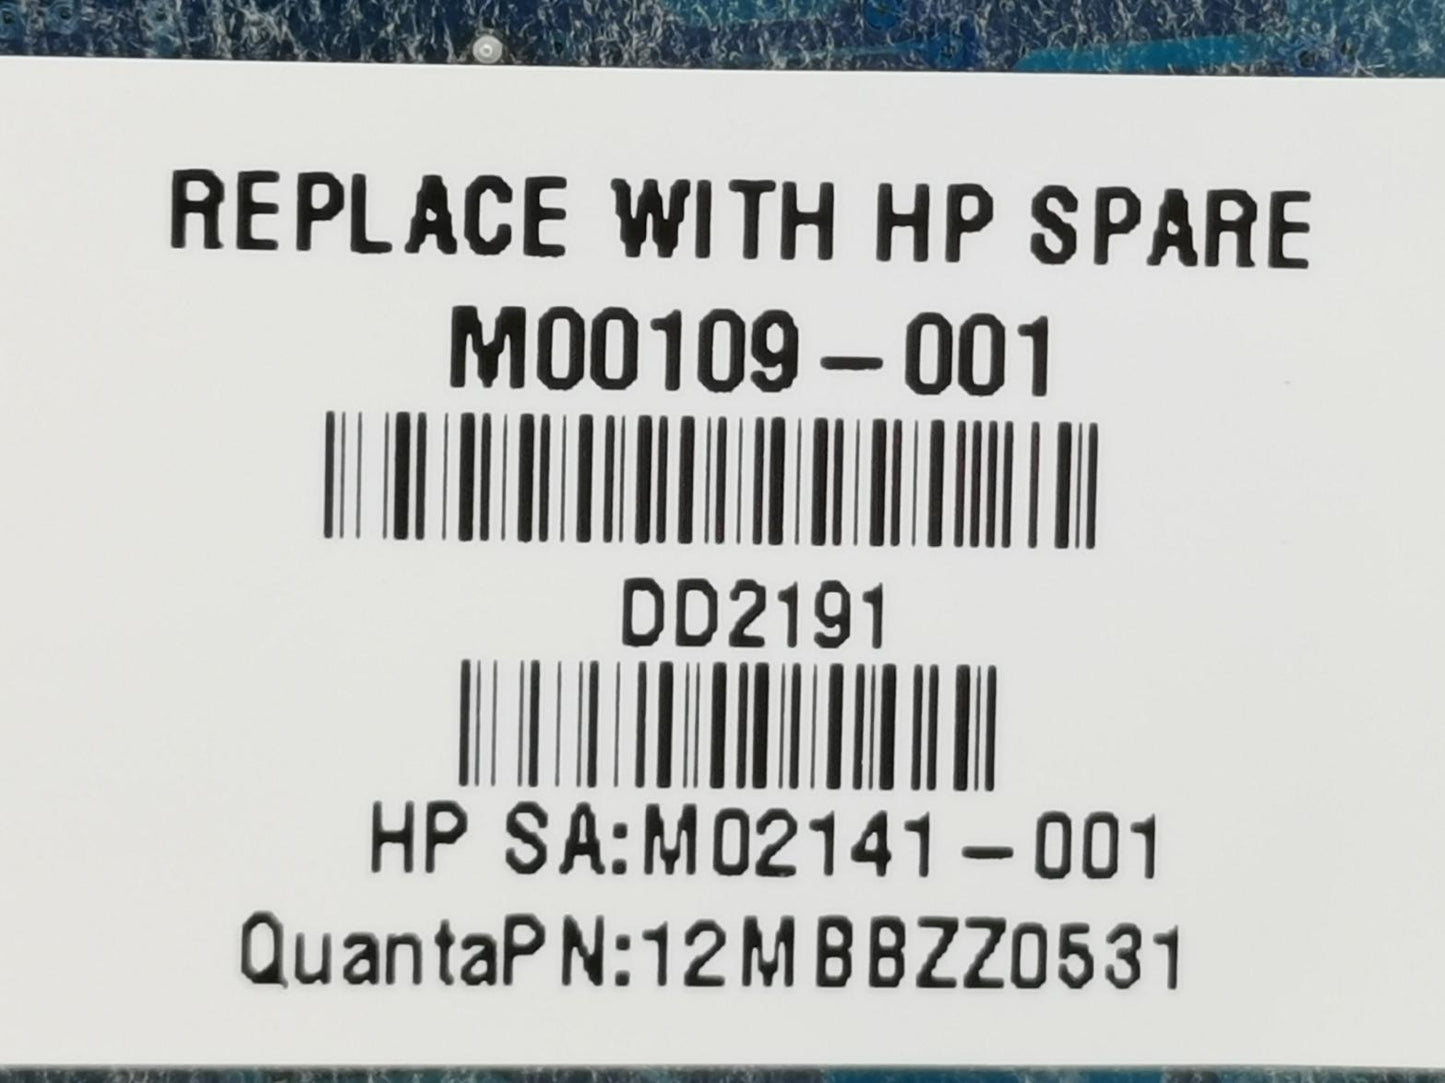 REPLACE WITH HP SPARE
M00109-001
DD2191
HP SA:M02141-001
QuantaPN:12MBBZZ0531